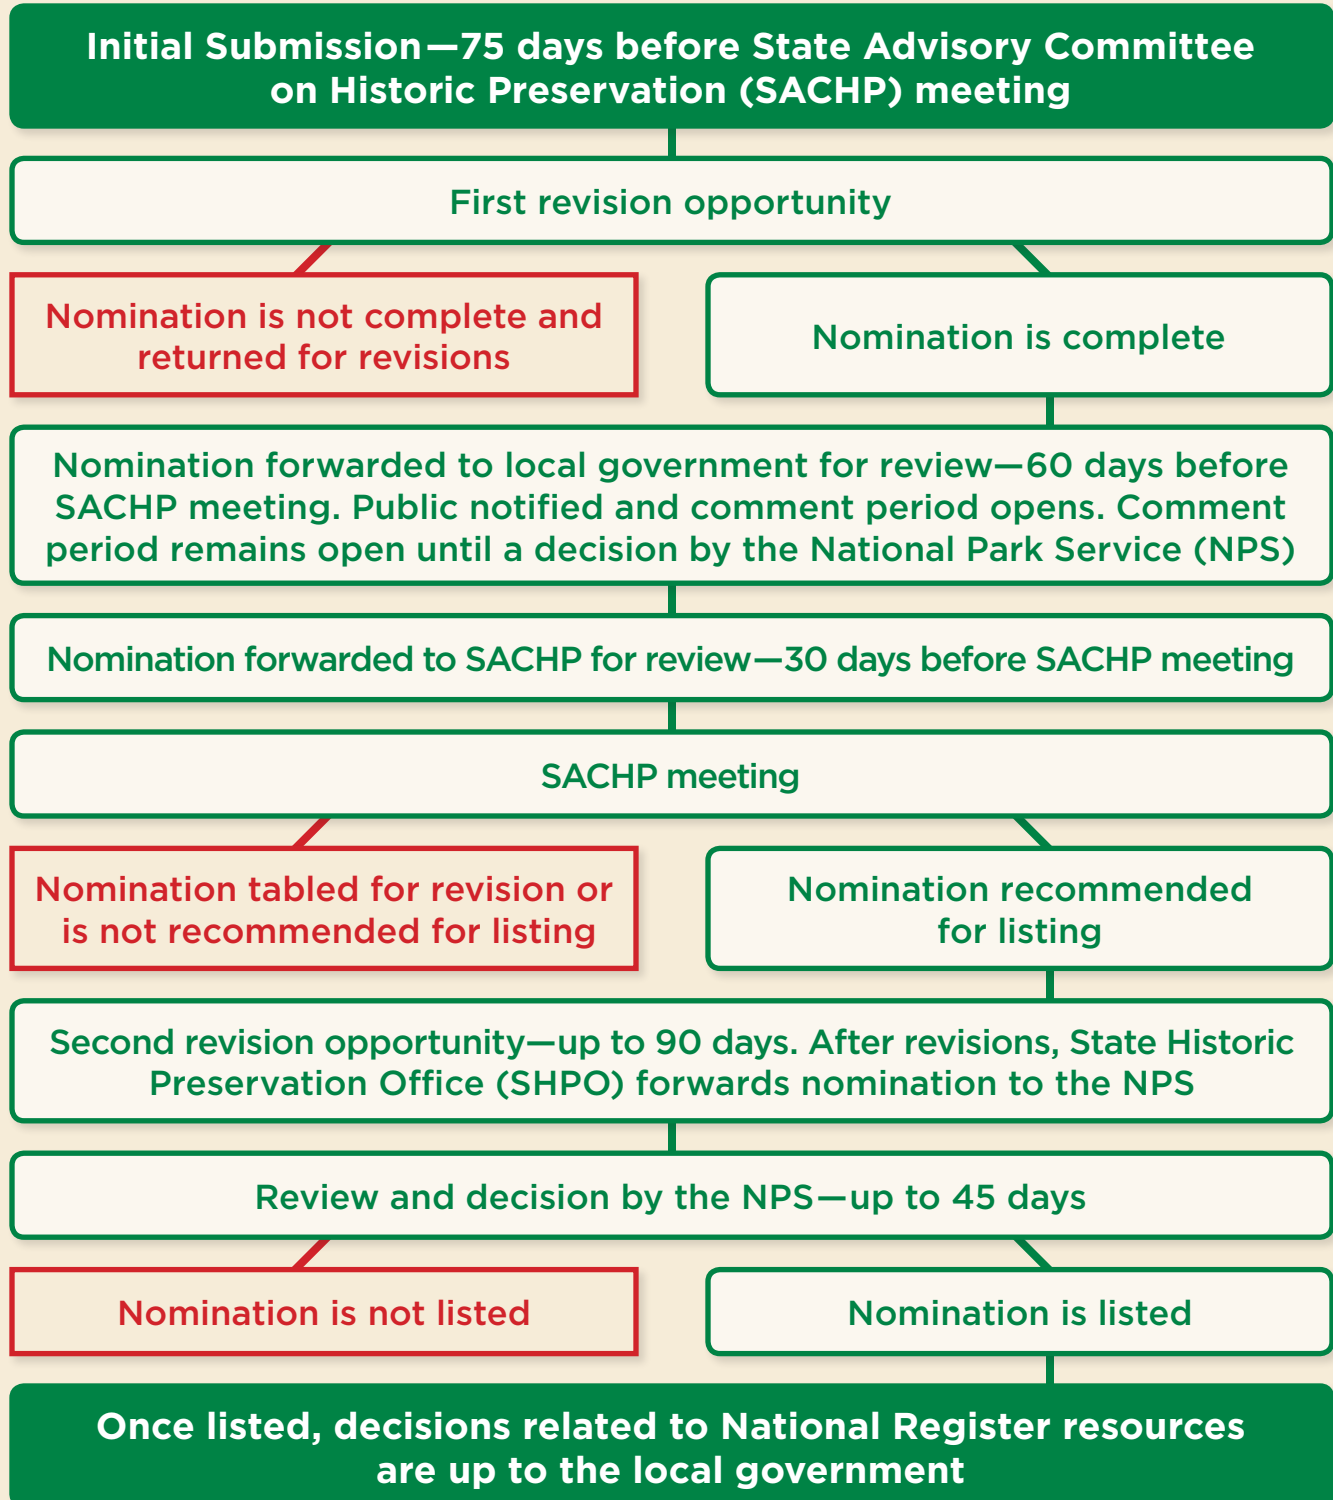 Initial Submission—75 days before State Advisory Committee
on Historic Preservation (SACHP) meeting
First revision opportunity
Nomination is not complete and
returned for revisions
Nomination is complete
Nomination forwarded to local government for review—60 days before
SACHP meeting. Public notified and comment period opens. Comment
period remains open until a decision by the National Park Service (NPS)
Nomination forwarded to SACHP for review—30 days before SACHP meeting
SACHP meeting
Nomination tabled for revision or
is not recommended for listing
Nomination recommended
for listing
Second revision opportunity—up to 90 days. After revisions, State Historic
Preservation Office (SHPO) forwards nomination to the NPS
Review and decision by the NPS—up to 45 days
Nomination is not listed
Nomination is listed
Once listed, decisions related to National Register resources
are up to the local government